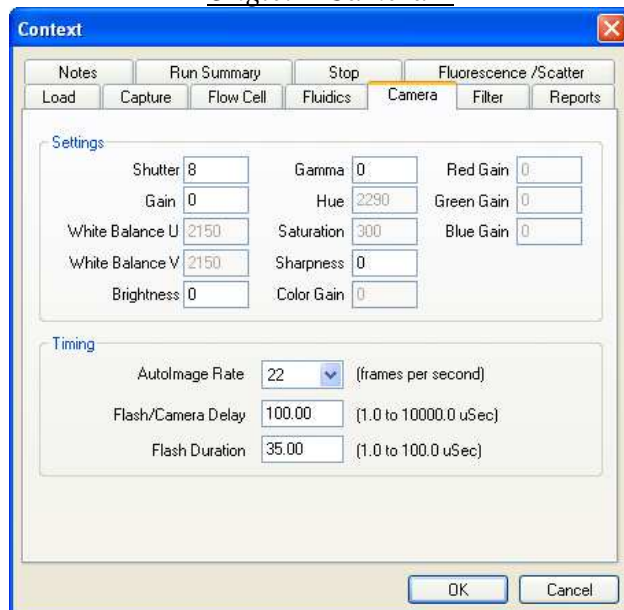 Context
Notes Run Summary Stop Fluorescence /Scatter
Load Capture Flow Cell Fluidics Camera Filter Reports
Settings
Shutter 8 Gamma 0 Red Gain 0
Gain 0 Hue 2290 Green Gain 0
White Balance U 2150 Saturation 300 Blue Gain 0
White Balance V 2150 Sharpness 0
Brightness 0 Color Gain 0
Timing
AutoImage Rate 22 (frames per second)
Flash/Camera Delay 100.00 (1.0 to 10000.0 uSec)
Flash Duration 35.00 (1.0 to 100.0 uSec)
OK Cancel